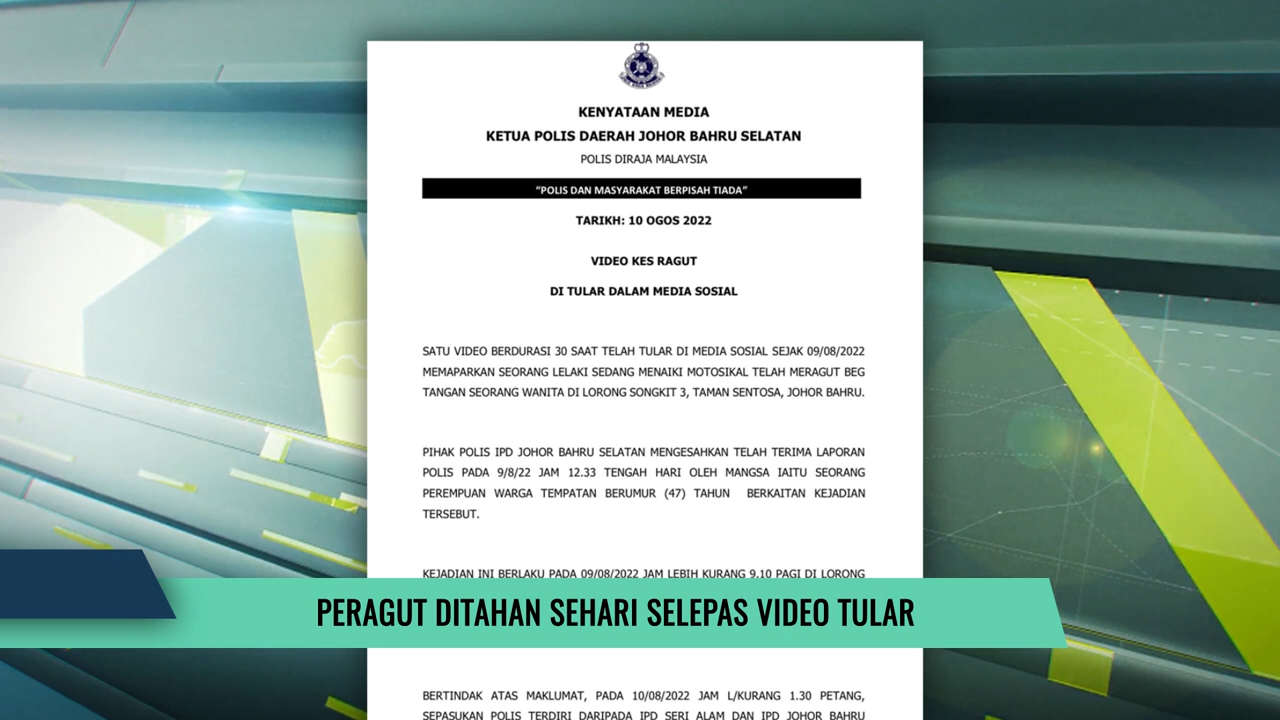 KENYATAAN MEDIA
KETUA POLIS DAERAH JOHOR BAHRU SELATAN
POLIS DIRAJA MALAYSIA
“POLIS DAN MASYARAKAT BERPISAH TIADA”
TARIKH: 10 OGOS 2022
VIDEO KES RAGUT
DI TULAR DALAM MEDIA SOSIAL
SATU VIDEO BERDURASI 30 SAAT TELAH TULAR DI MEDIA SOSIAL SEJAK 09/08/2022
MEMAPARKAN SEORANG LELAKI SEDANG MENAIKI MOTOSIKAL TELAH MERAGUT BEG
TANGAN SEORANG WANITA DI LORONG SONGKIT 3, TAMAN SENTOSA, JOHOR BAHRU.
PIHAK POLIS IPD JOHOR BAHRU SELATAN MENGESAHKAN TELAH TERIMA LAPORAN
POLIS PADA 9/8/22 JAM 12.33 TENGAH HARI OLEH MANGSA IAITU SEORANG
PEREMPUAN WARGA TEMPATAN BERUMUR (47) TAHUN BERKAITAN KEJADIAN
TERSEBUT.
KEJADIAN INI BERLAKU PADA 09/08/2022 JAM LEBIH KURANG 9.10 PAGI DI LORONG
PERAGUT DITAHAN SEHARI SELEPAS VIDEO TULAR
BERTINDAK ATAS MAKLUMAT, PADA 10/08/2022 JAM L/KURANG 1.30 PETANG,
SEPASUKAN POLIS TERDIRI DARIPADA IPD SERI ALAM DAN IPD JOHOR BAHRU